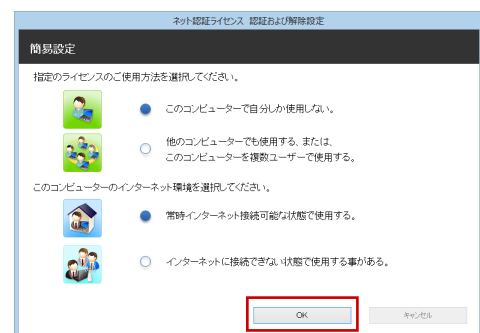 ネット認証ライセンス 認証および解除設定
簡易設定
指定のライセンスのご使用方法を選択してください。
このコンピューターで自分しか使用しない。
他のコンピューターでも使用する、または、
このコンピューターを複数ユーザーで使用する。
このコンピューターのインターネット環境を選択してください。
常時インターネット接続可能な状態で使用する。
インターネットに接続できない状態で使用する事がある。
OK
キャンセル